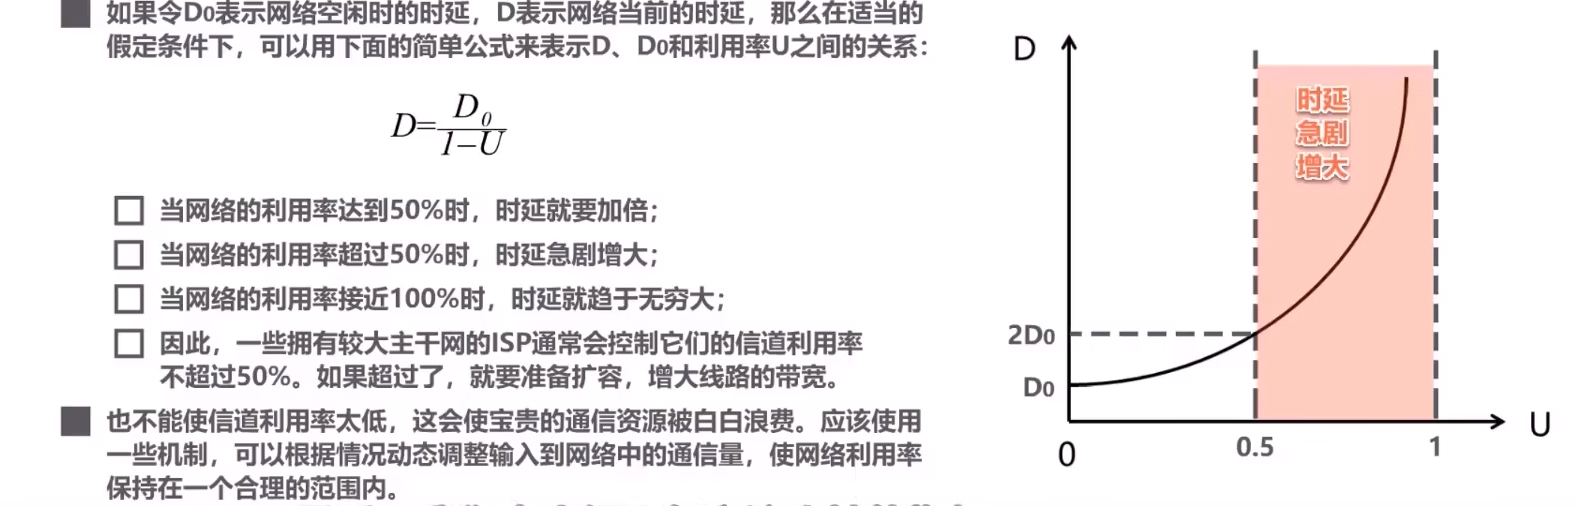 如果令D0表示网络空闲时的时延，D表示网络当前的时延，那么在适当的
假定条件下，可以用下面的简单公式来表示D、D0和利用率U之间的关系：
D=D0/(1-U)
当网络的利用率达到50%时，时延就要加倍；
当网络的利用率超过50%时，时延急剧增大；
当网络的利用率接近100%时，时延就趋于无穷大；
因此，一些拥有较大主干网的ISP通常会控制它们的信道利用率
不超过50%。如果超过了，就要准备扩容，增大线路的带宽。
也不能使信道利用率太低，这会使宝贵的通信资源被白白浪费。应该使用
一些机制，可以根据情况动态调整输入到网络中的通信量，使网络利用率
保持在一个合理的范围内。
D
时延
急剧
增大
2D0
D0
0
0.5
1
U